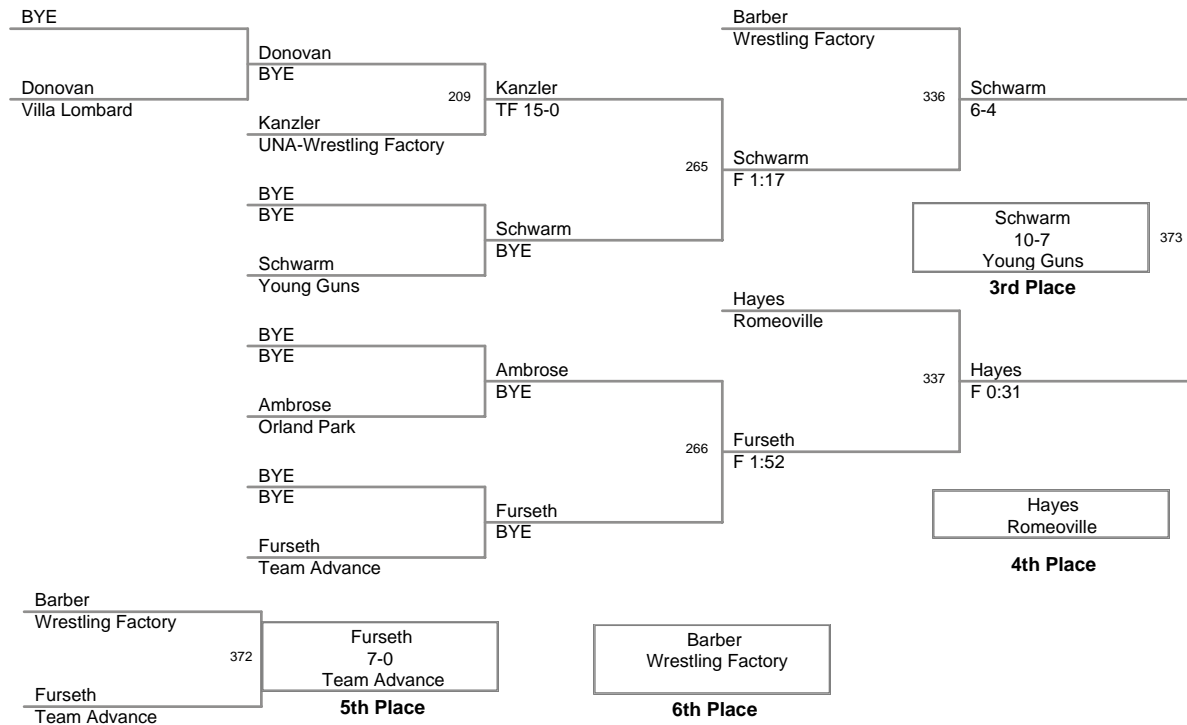 BYE
Donovan
Villa Lombard
Donovan
BYE
209
Kanzler
UNA-Wrestling Factory
BYE
BYE
Schwarm
Young Guns
BYE
BYE
Ambrose
Orland Park
BYE
BYE
Furseth
Team Advance
Kanzler
TF 15-0
265
Schwarm
BYE
Ambrose
BYE
266
Furseth
BYE
Barber
Wrestling Factory
336
Schwarm
F 1:17
Hayes
Romeoville
337
Furseth
F 1:52
Schwarm
6-4
Schwarm
10-7
Young Guns
373
3rd Place
Hayes
F 0:31
Hayes
Romeoville
4th Place
Barber
Wrestling Factory
372
Furseth
Team Advance
Furseth
7-0
Team Advance
5th Place
Barber
Wrestling Factory
6th Place